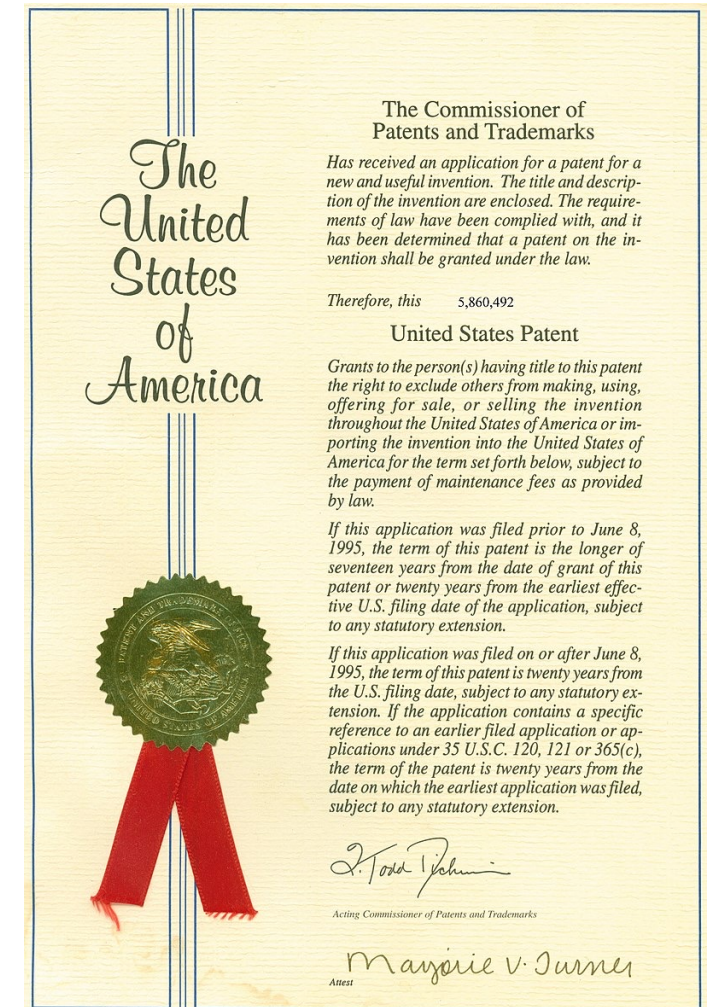 The
United
States
of
America
The Commissioner of
Patents and Trademarks
Has received an application for a patent for a
new and useful invention. The title and descrip-
tion of the invention are enclosed. The require-
ments of law have been complied with, and it
has been determined that a patent on the in-
vention shall be granted under the law.
Therefore, this 5,860,492
United States Patent
Grants to the person(s) having title to this patent
the right to exclude others from making, using,
offering for sale, or selling the invention
throughout the United States of America or im-
porting the invention into the United States of
America for the term set forth below, subject to
the payment of maintenance fees as provided
by law.
If this application was filed prior to June 8,
1995, the term of this patent is the longer of
seventeen years from the date of grant of this
patent or twenty years from the earliest effec-
tive U.S. filing date of the application, subject
to any statutory extension.
If this application was filed on or after June 8,
1995, the term of this patent is twenty years from
the U.S. filing date, subject to any statutory ex-
tension. If the application contains a specific
reference to an earlier filed application or ap-
plications under 35 U.S.C. 120, 121 or 365(c),
the term of the patent is twenty years from the
date on which the earliest application was filed,
subject to any statutory extension.
Todd
Acting Commissioner of Patents and Trademarks
Marjorie V. Turner
Attest
PATENT AND TRADEMARK OFFICE
UNITED STATES OF AMERICA